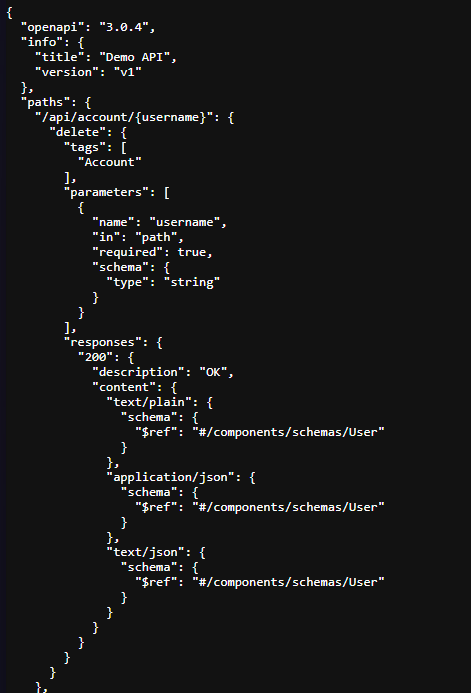 {
  "openapi": "3.0.4",
  "info": {
    "title": "Demo API",
    "version": "v1"
  },
  "paths": {
    "/api/account/{username}": {
      "delete": {
        "tags": [
          "Account"
        ],
        "parameters": [
          {
            "name": "username",
            "in": "path",
            "required": true,
            "schema": {
              "type": "string"
            }
          }
        ],
        "responses": {
          "200": {
            "description": "OK",
            "content": {
              "text/plain": {
                "schema": {
                  "$ref": "#/components/schemas/User"
                }
              },
              "application/json": {
                "schema": {
                  "$ref": "#/components/schemas/User"
                }
              },
              "text/json": {
                "schema": {
                  "$ref": "#/components/schemas/User"
                }
              }
            }
          }
        }
      }
    },